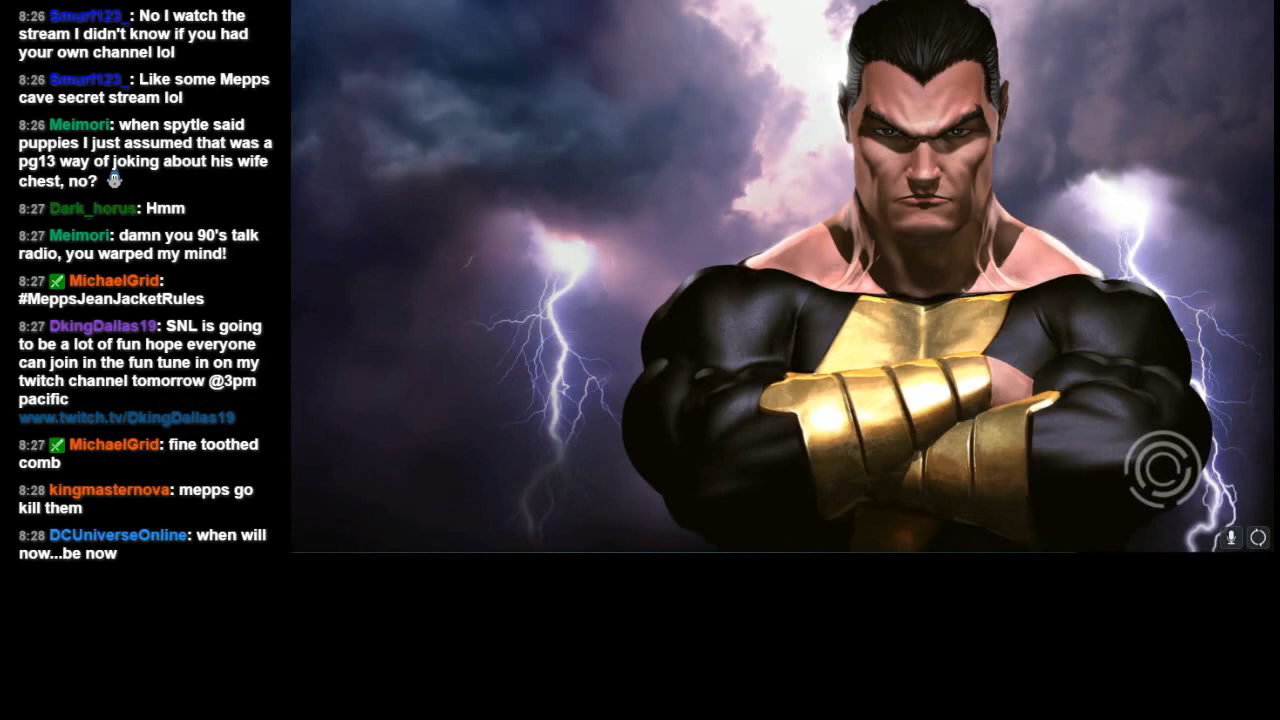 8:26 Smurf123_: No I watch the
stream I didn't know if you had
your own channel lol
8:26 Smurf123_: Like some Mepps
cave secret stream lol
8:26 Meimori: when spytle said
puppies I just assumed that was a
pg13 way of joking about his wife
chest, no?
8:27 Dark_horus: Hmm
8:27 Meimori: damn you 90's talk
radio, you warped my mind!
8:27 MichaelGrid:
#MeppsJeanJacketRules
8:27 DkingDallas19: SNL is going
to be a lot of fun hope everyone
can join in the fun tune in on my
twitch channel tomorrow @3pm
pacific
www.twitch.tv/DkingDallas19
8:27 MichaelGrid: fine toothed
comb
8:28 kingmasternova: mepps go
kill them
8:28 DCUniverseOnline: when will
now...be now